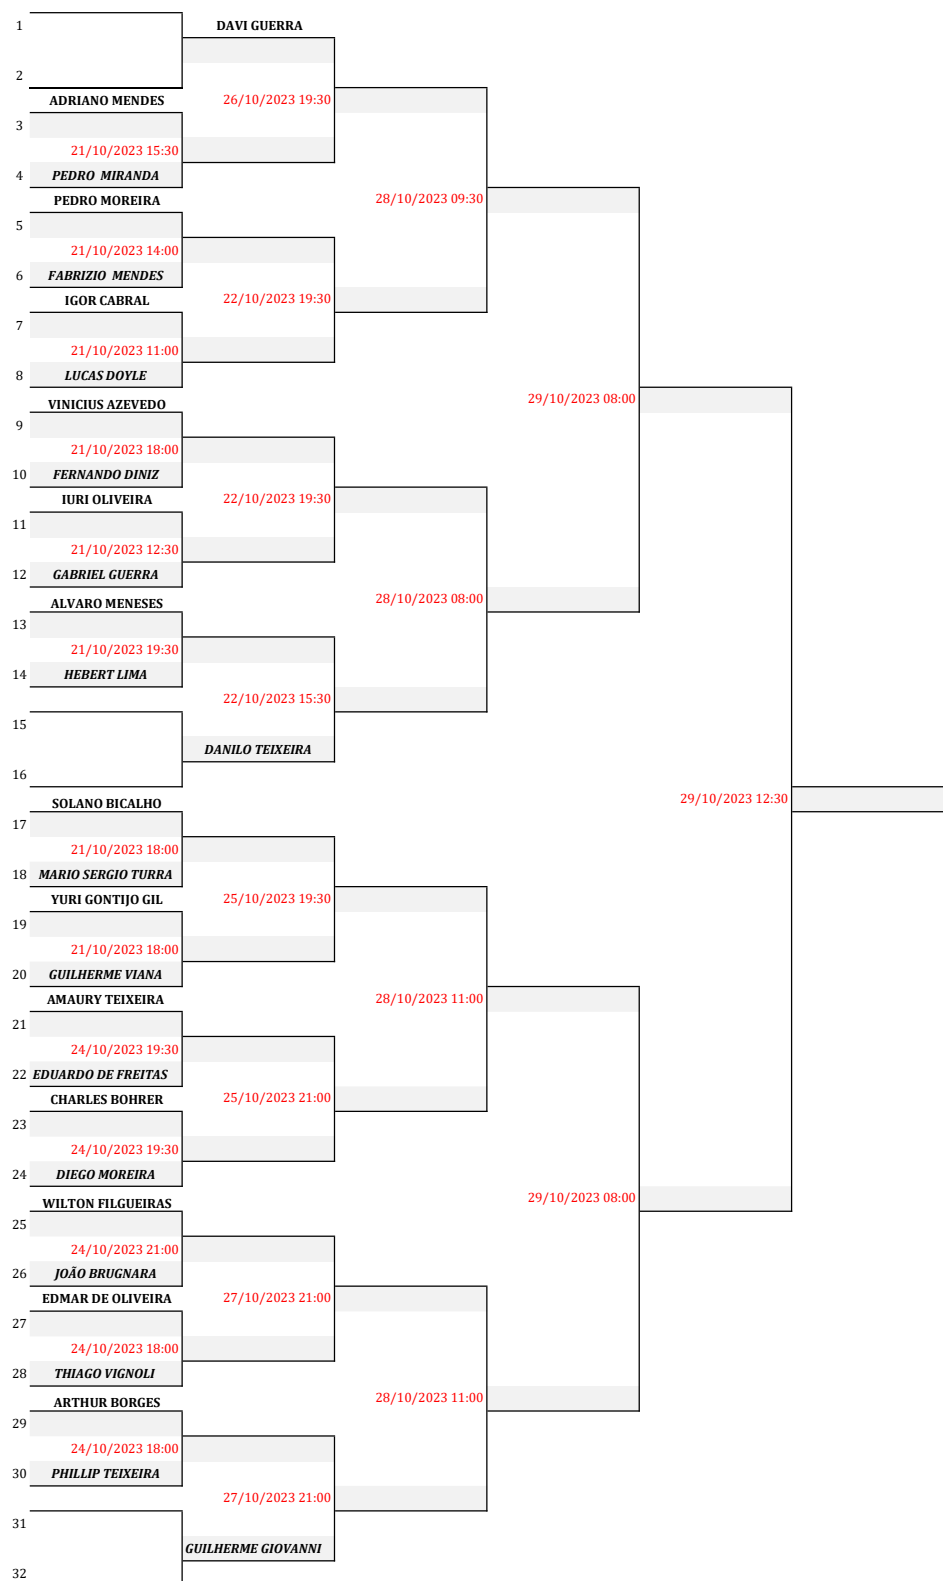 1
DAVI GUERRA
2
ADRIANO MENDES
26/10/2023 19:30
3
21/10/2023 15:30
4
PEDRO MIRANDA
PEDRO MOREIRA
28/10/2023 09:30
5
21/10/2023 14:00
6
FABRIZIO MENDES
IGOR CABRAL
22/10/2023 19:30
7
21/10/2023 11:00
8
LUCAS DOYLE
VINICIUS AZEVEDO
29/10/2023 08:00
9
21/10/2023 18:00
10
FERNANDO DINIZ
IURI OLIVEIRA
22/10/2023 19:30
11
21/10/2023 12:30
12
GABRIEL GUERRA
ALVARO MENESES
28/10/2023 08:00
13
21/10/2023 19:30
14
HEBERT LIMA
22/10/2023 15:30
15
DANILO TEIXEIRA
16
SOLANO BICALHO
29/10/2023 12:30
17
21/10/2023 18:00
18
MARIO SERGIO TURRA
YURI GONTIJO GIL
25/10/2023 19:30
19
21/10/2023 18:00
20
GUILHERME VIANA
AMAURY TEIXEIRA
28/10/2023 11:00
21
24/10/2023 19:30
22
EDUARDO DE FREITAS
CHARLES BOHRER
25/10/2023 21:00
23
24/10/2023 19:30
24
DIEGO MOREIRA
WILTON FILGUEIRAS
29/10/2023 08:00
25
24/10/2023 21:00
26
JOÃO BRUGNARA
EDMAR DE OLIVEIRA
27/10/2023 21:00
27
24/10/2023 18:00
28
THIAGO VIGNOLI
ARTHUR BORGES
28/10/2023 11:00
29
24/10/2023 18:00
30
PHILLIP TEIXEIRA
27/10/2023 21:00
31
GUILHERME GIOVANNI
32